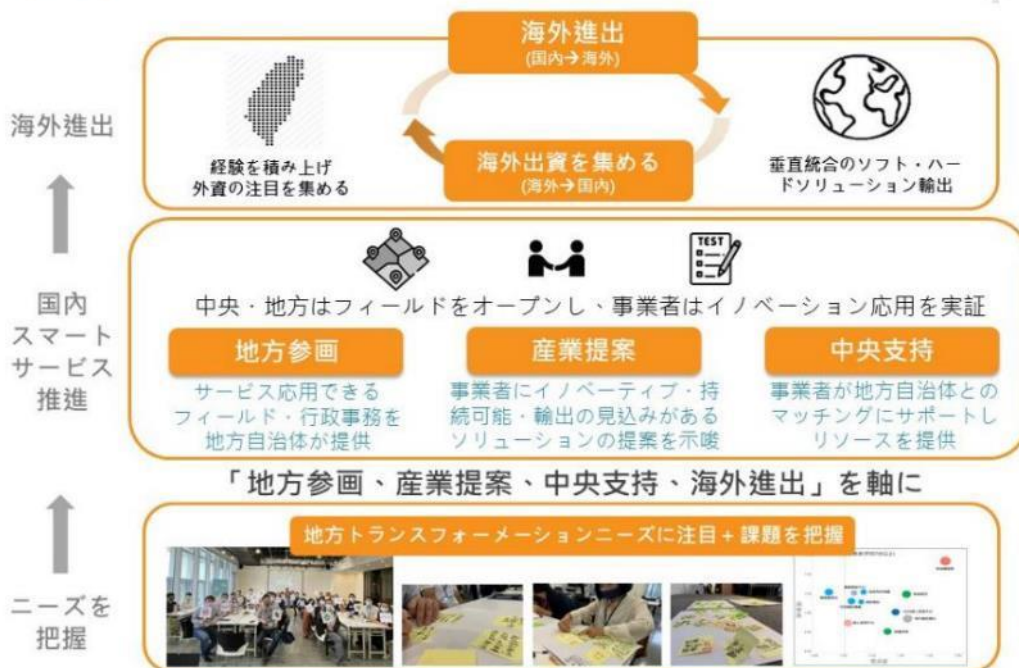 海外進出
(国内→海外)
経験を積み上げ
外資の注目を集める
海外出資を集める
(海外→国内)
垂直統合のソフト・ハー
ドソリューション輸出
海外進出
TEST
中央・地方はフィールドをオープンし、事業者はイノベーション応用を実証
地方参画
サービス応用できる
フィールド・行政事務を
地方自治体が提供
産業提案
事業者にイノベーティブ・持
続可能・輸出の見込みがある
ソリューションの提案を示唆
中央支持
事業者が地方自治体との
マッチングにサポートし
リソースを提供
国内
スマート
サービス
推進
「地方参画、産業提案、中央支持、海外進出」を軸に
地方トランスフォーメーションニーズに注目+課題を把握
ニーズを
把握